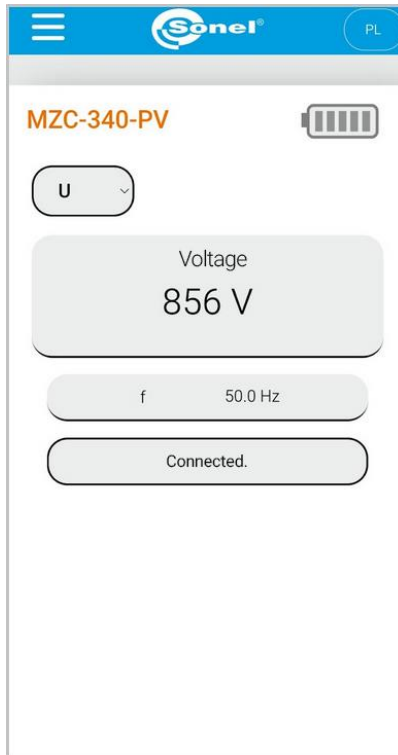 Sonel®
PL
MZC-340-PV
U
Voltage
856 V
f 50.0 Hz
Connected.